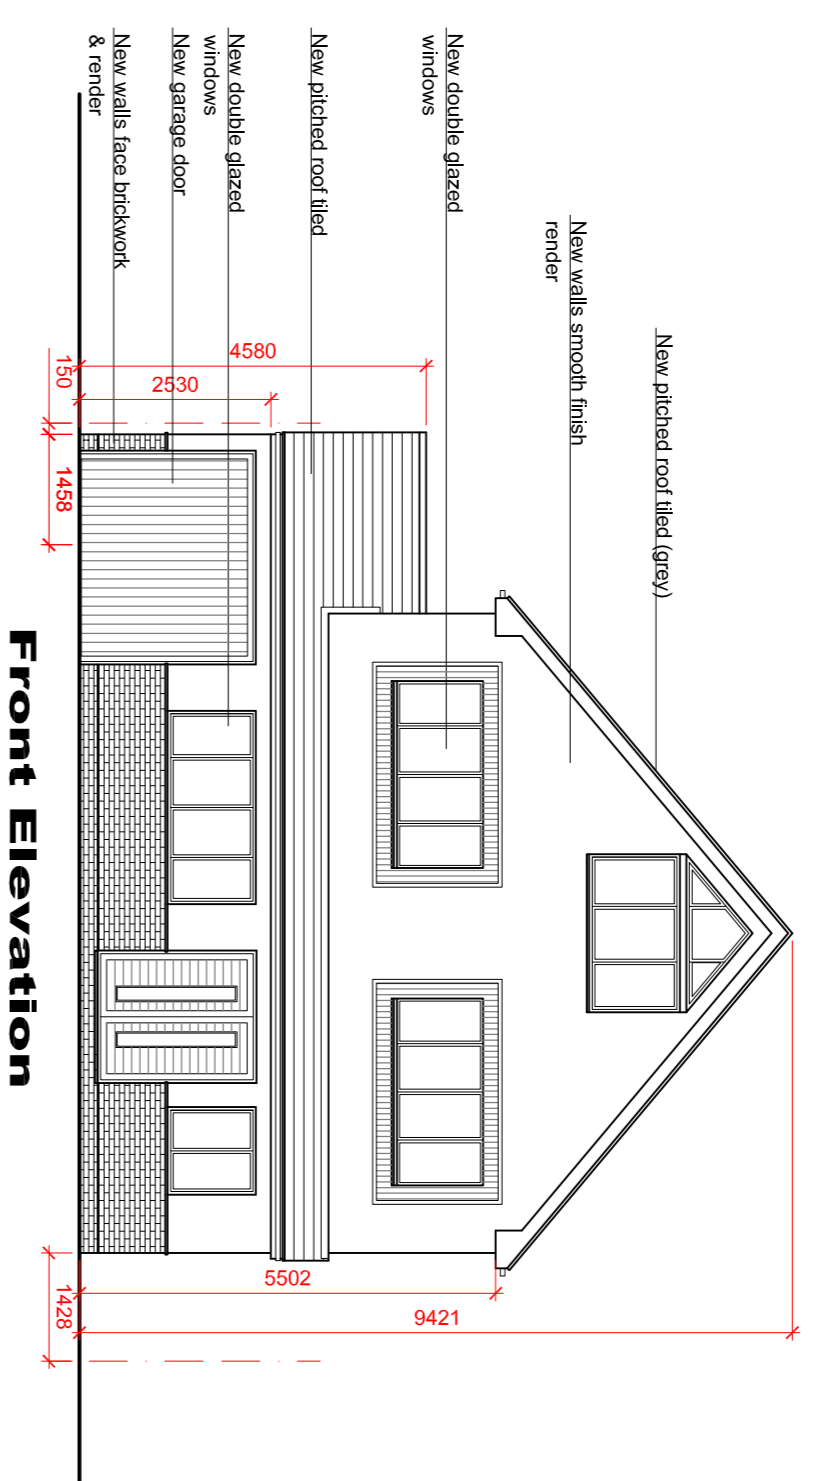 New pitched roof tiled (grey)
New walls smooth finish
render
New double glazed
windows
New pitched roof tiled
New double glazed
windows
New garage door
New walls face brickwork
& render
4580
2530
150
1458
5502
9421
1428
Front Elevation